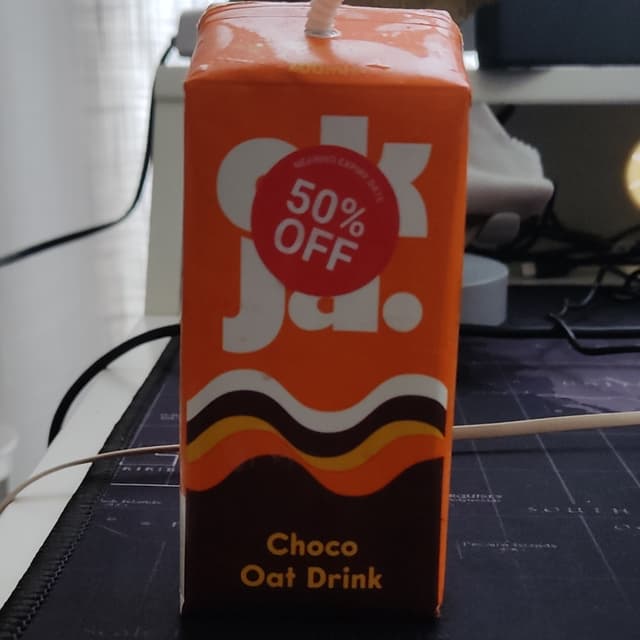 ok
NEARING EXPIRY DATE
50%
OFF
ja.
Choco
Oat Drink